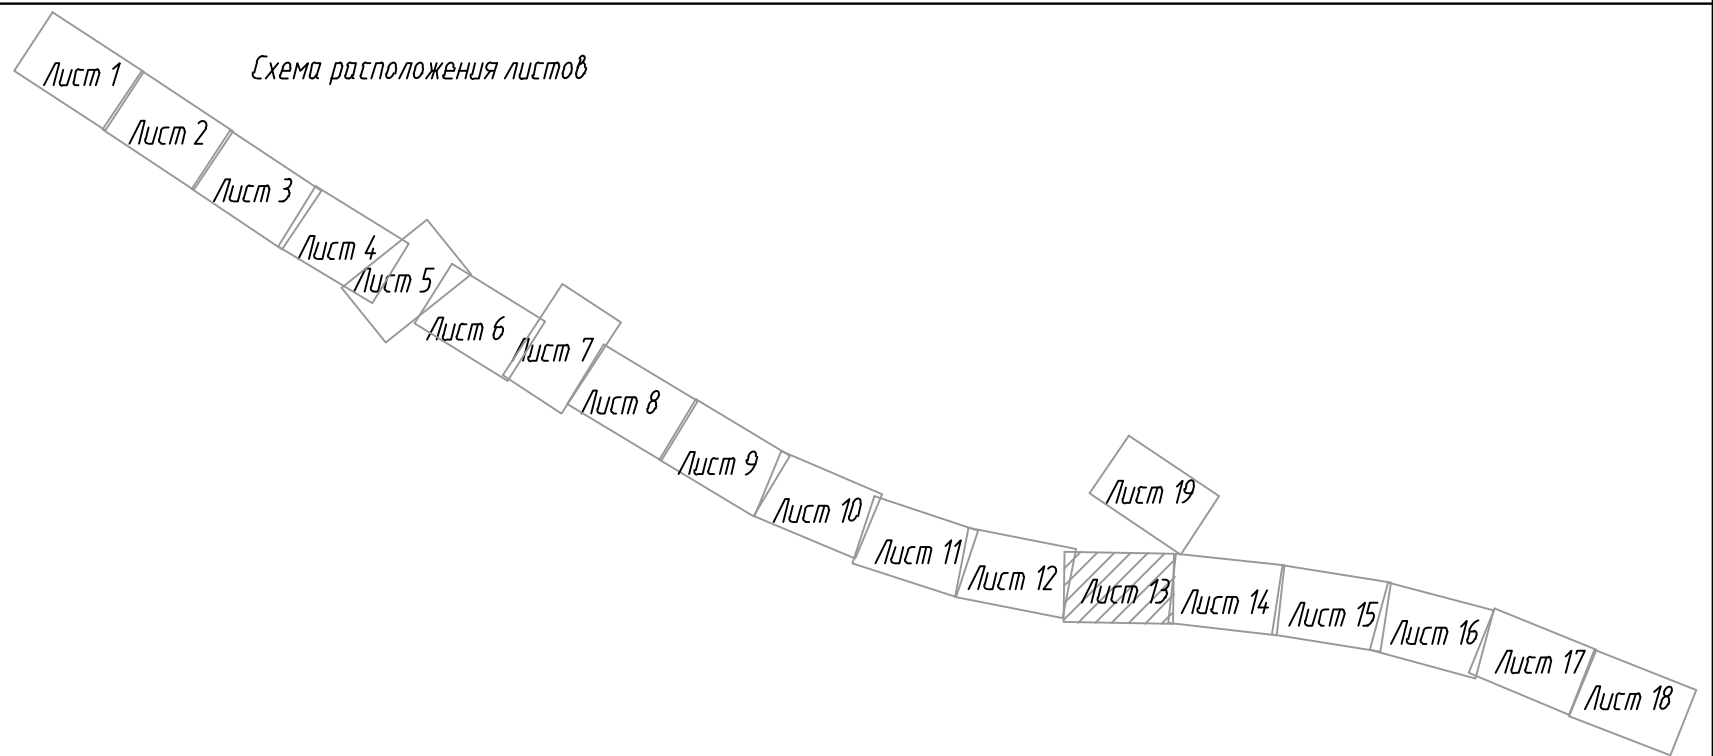 Схема расположения листов
Лист 1
Лист 2
Лист 3
Лист 4
Лист 5
Лист 6
Лист 7
Лист 8
Лист 9
Лист 10
Лист 11
Лист 12
Лист 13
Лист 19
Лист 14
Лист 15
Лист 16
Лист 17
Лист 18